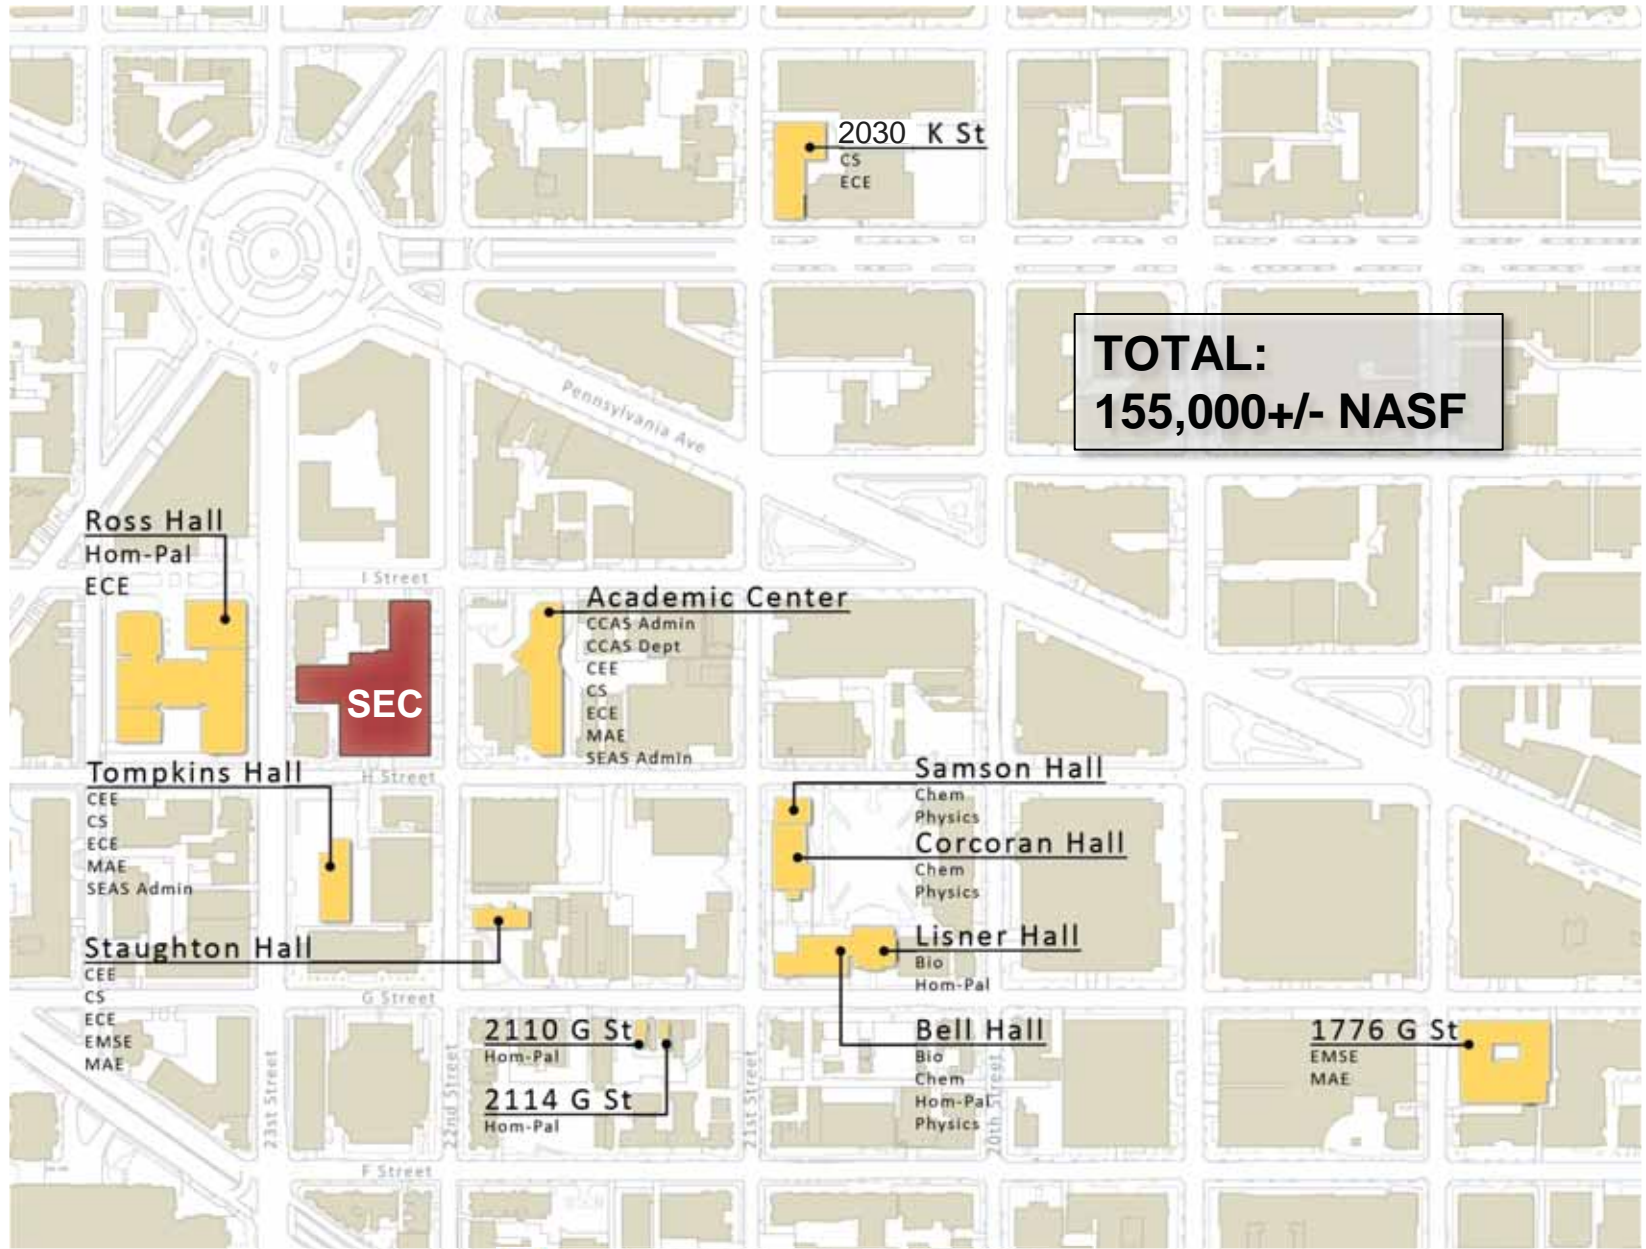 2030 K St
CS
ECE
TOTAL:
155,000+/- NASF
Pennsylvania Ave
Ross Hall
Hom-Pal
ECE
I Street
Academic Center
CCAS Admin
CCAS Dept
CEE
CS
ECE
MAE
SEAS Admin
SEC
H Street
Tompkins Hall
CEE
CS
ECE
MAE
SEAS Admin
Samson Hall
Chem
Physics
Corcoran Hall
Chem
Physics
Staughton Hall
CEE
CS
ECE
EMSE
MAE
Lisner Hall
Bio
Hom-Pal
G Street
2110 G St
Hom-Pal
2114 G St
Hom-Pal
Bell Hall
Bio
Chem
Hom-Pal
Physics
1776 G St
EMSE
MAE
23st Street
22nd Street
21st Street
20th Street
F Street